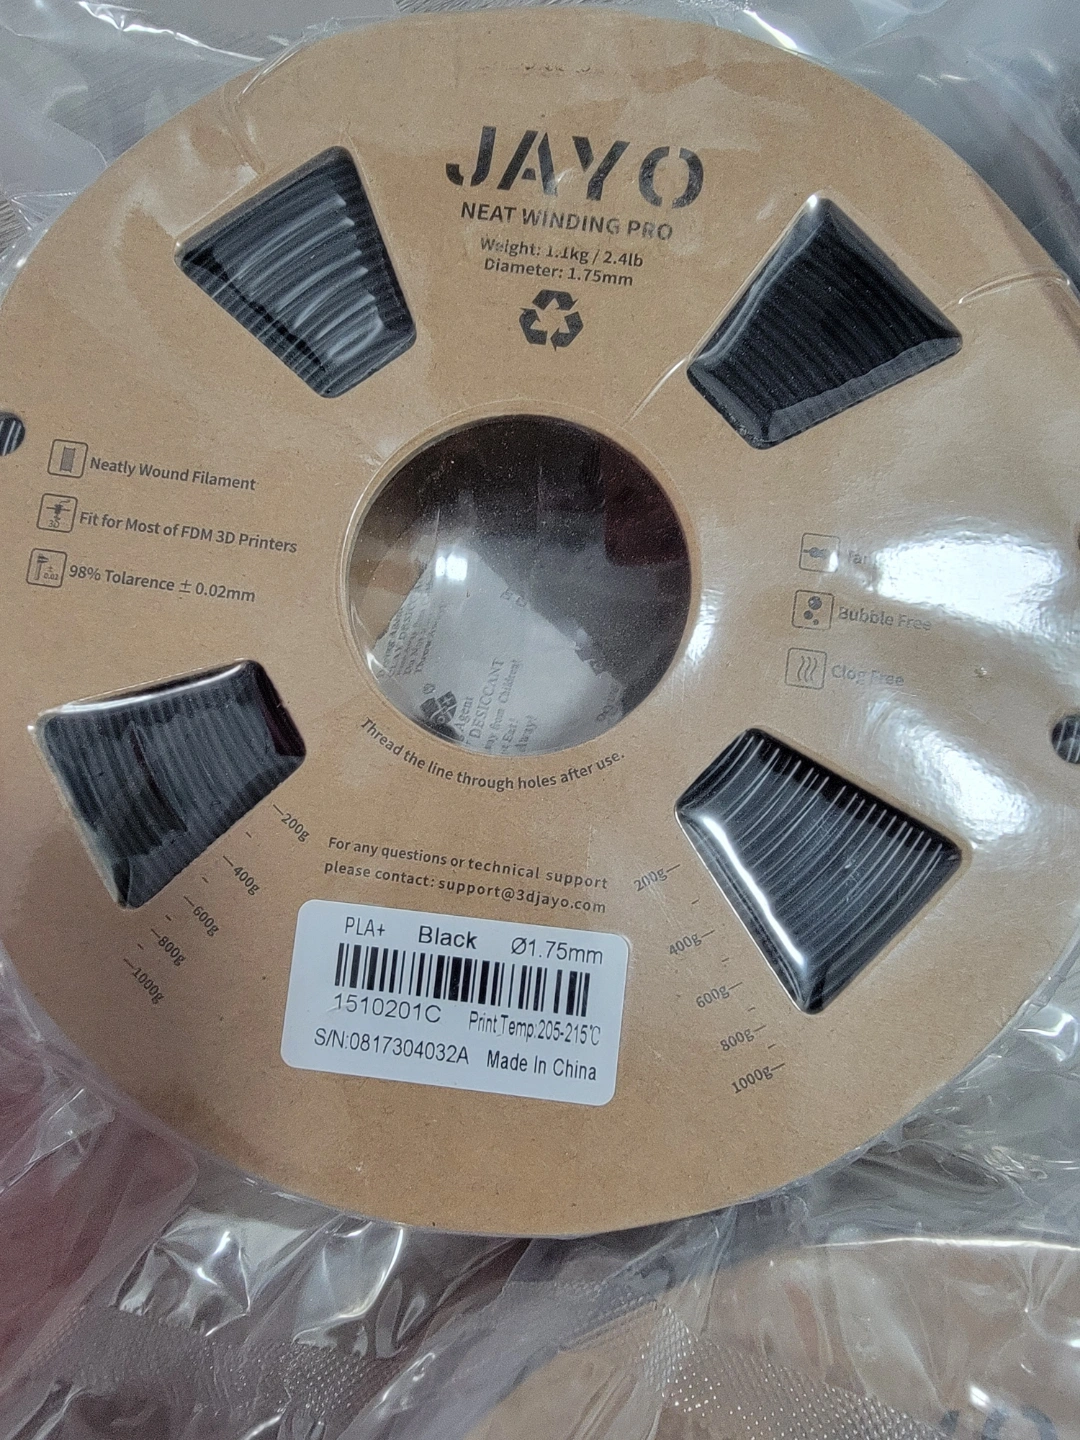 JAYO
NEAT WINDING PRO
Weight: 1.1kg / 2.4lb
Diameter: 1.75mm
Neatly Wound Filament
Fit for Most of FDM 3D Printers
98% Tolarence ± 0.02mm
Bubble Free
Clog Free
Agent
DESICCANT
Thread the line through holes after use.
For any questions or technical support
please contact: support@3djayo.com
200g
400g
600g
800g
1000g
200g
400g
600g
800g
1000g
PLA+ Black Ø1.75mm
1510201C Print Temp:205-215℃
S/N:0817304032A Made In China